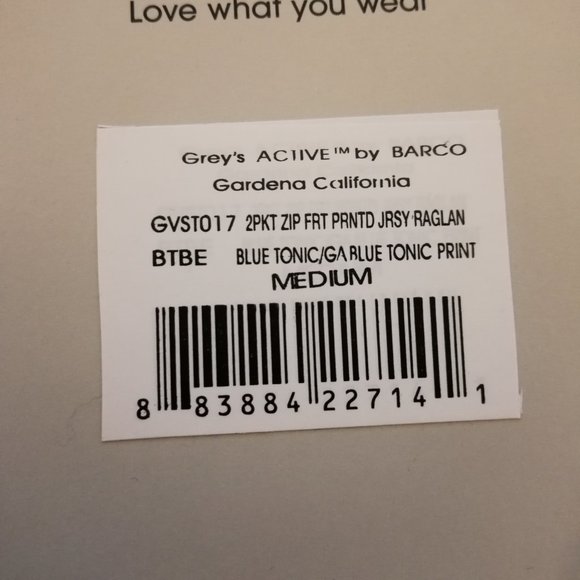 Love what you wear
Grey's ACTIVE™ by BARCO
Gardena California
GVST017 2PKT ZIP FRT PRNTD JRSY RAGLAN
BTBE BLUE TONIC/GA BLUE TONIC PRINT
MEDIUM
8 83884 22714 1